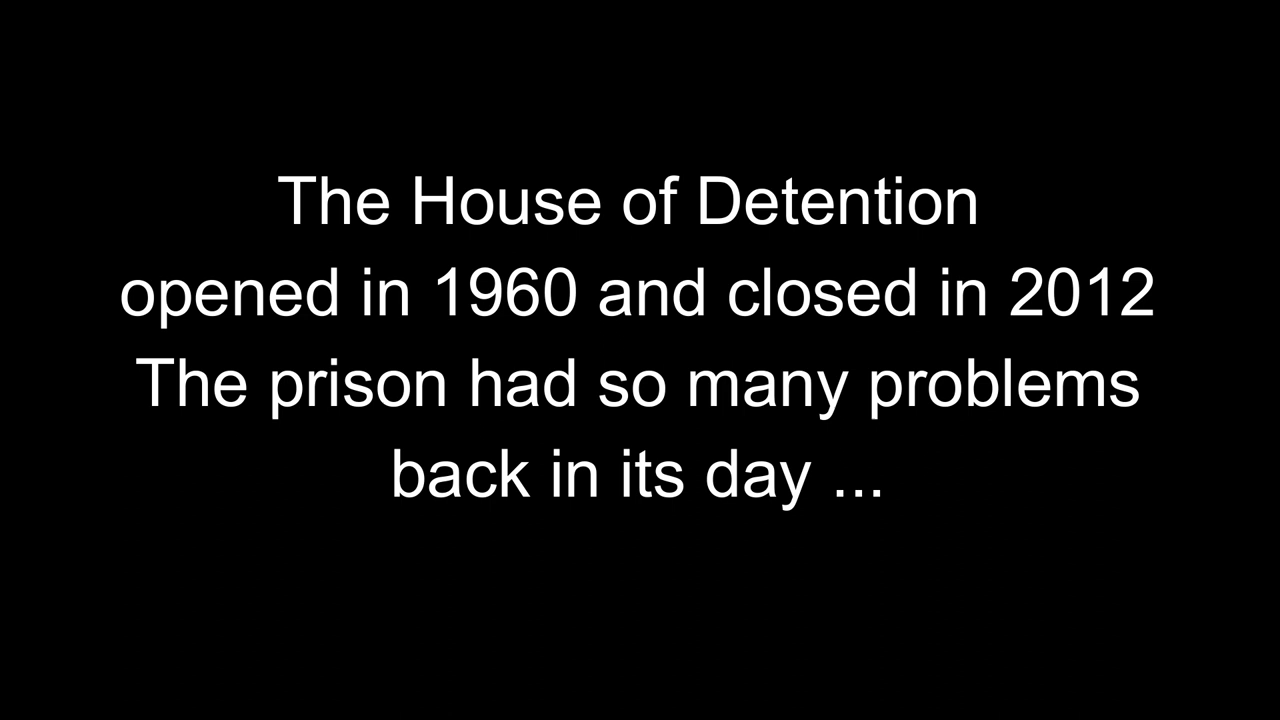 The House of Detention
opened in 1960 and closed in 2012
The prison had so many problems
back in its day ...